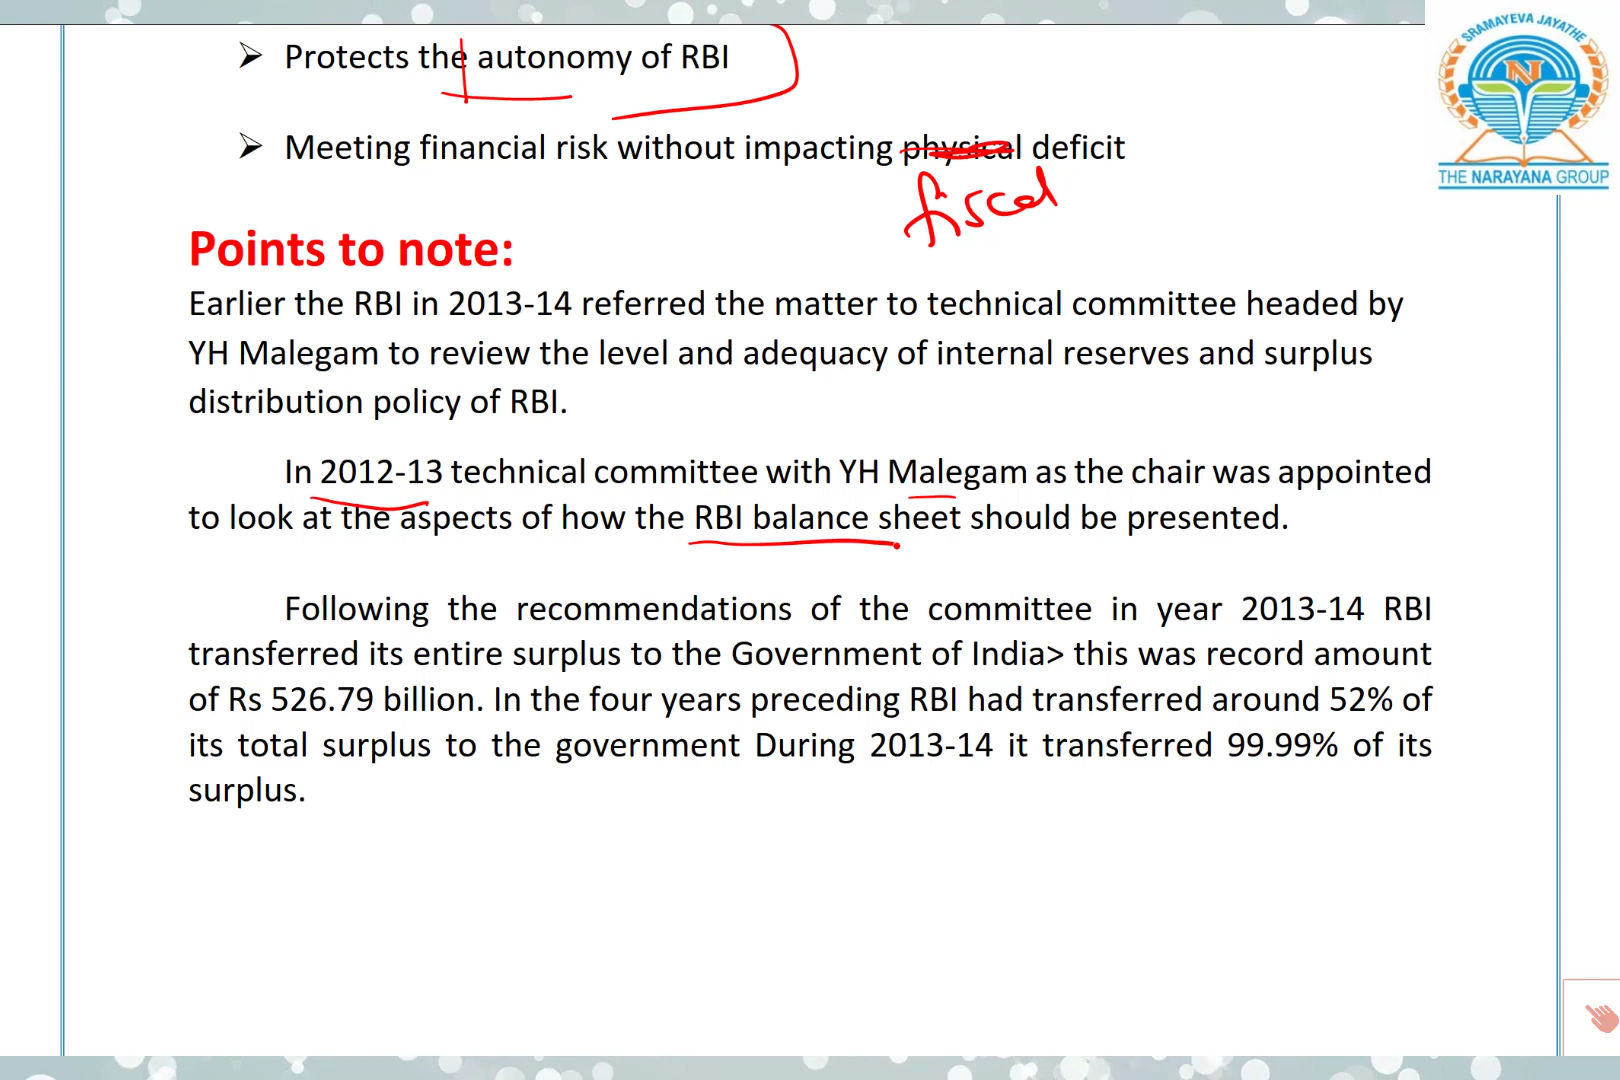 SRAMAYEVA JAYATHE
N
THE NARAYANA GROUP
➢ Protects the autonomy of RBI
➢ Meeting financial risk without impacting physical deficit
fiscal
Points to note:
Earlier the RBI in 2013-14 referred the matter to technical committee headed by
YH Malegam to review the level and adequacy of internal reserves and surplus
distribution policy of RBI.
In 2012-13 technical committee with YH Malegam as the chair was appointed
to look at the aspects of how the RBI balance sheet should be presented.
Following the recommendations of the committee in year 2013-14 RBI
transferred its entire surplus to the Government of India> this was record amount
of Rs 526.79 billion. In the four years preceding RBI had transferred around 52% of
its total surplus to the government During 2013-14 it transferred 99.99% of its
surplus.